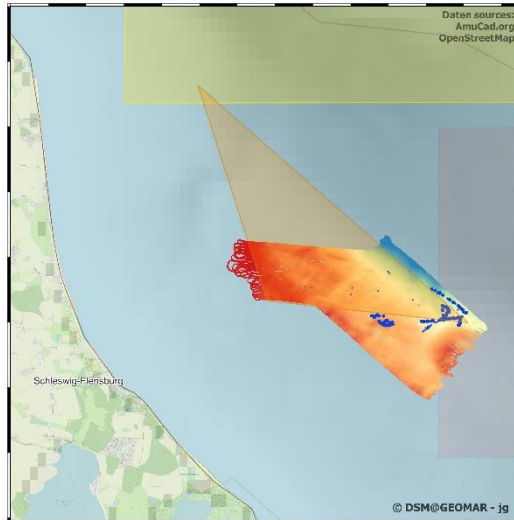 Daten sources:
AmuCad.org
OpenStreetMap
Schleswig-Flensburg
© DSM@GEOMAR - jg